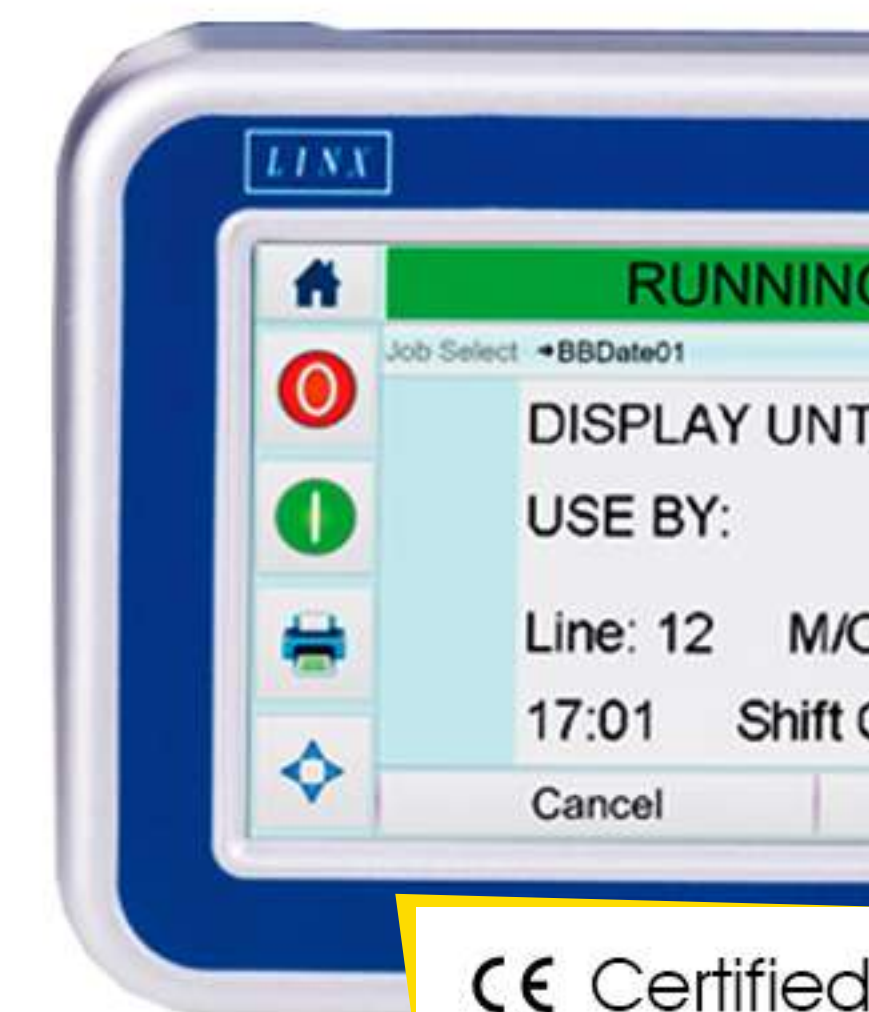 LINX
RUNNING
Job Select →BBDate01
DISPLAY UNT
USE BY:
Line: 12 M/C
17:01 Shift
Cancel
CE Certified